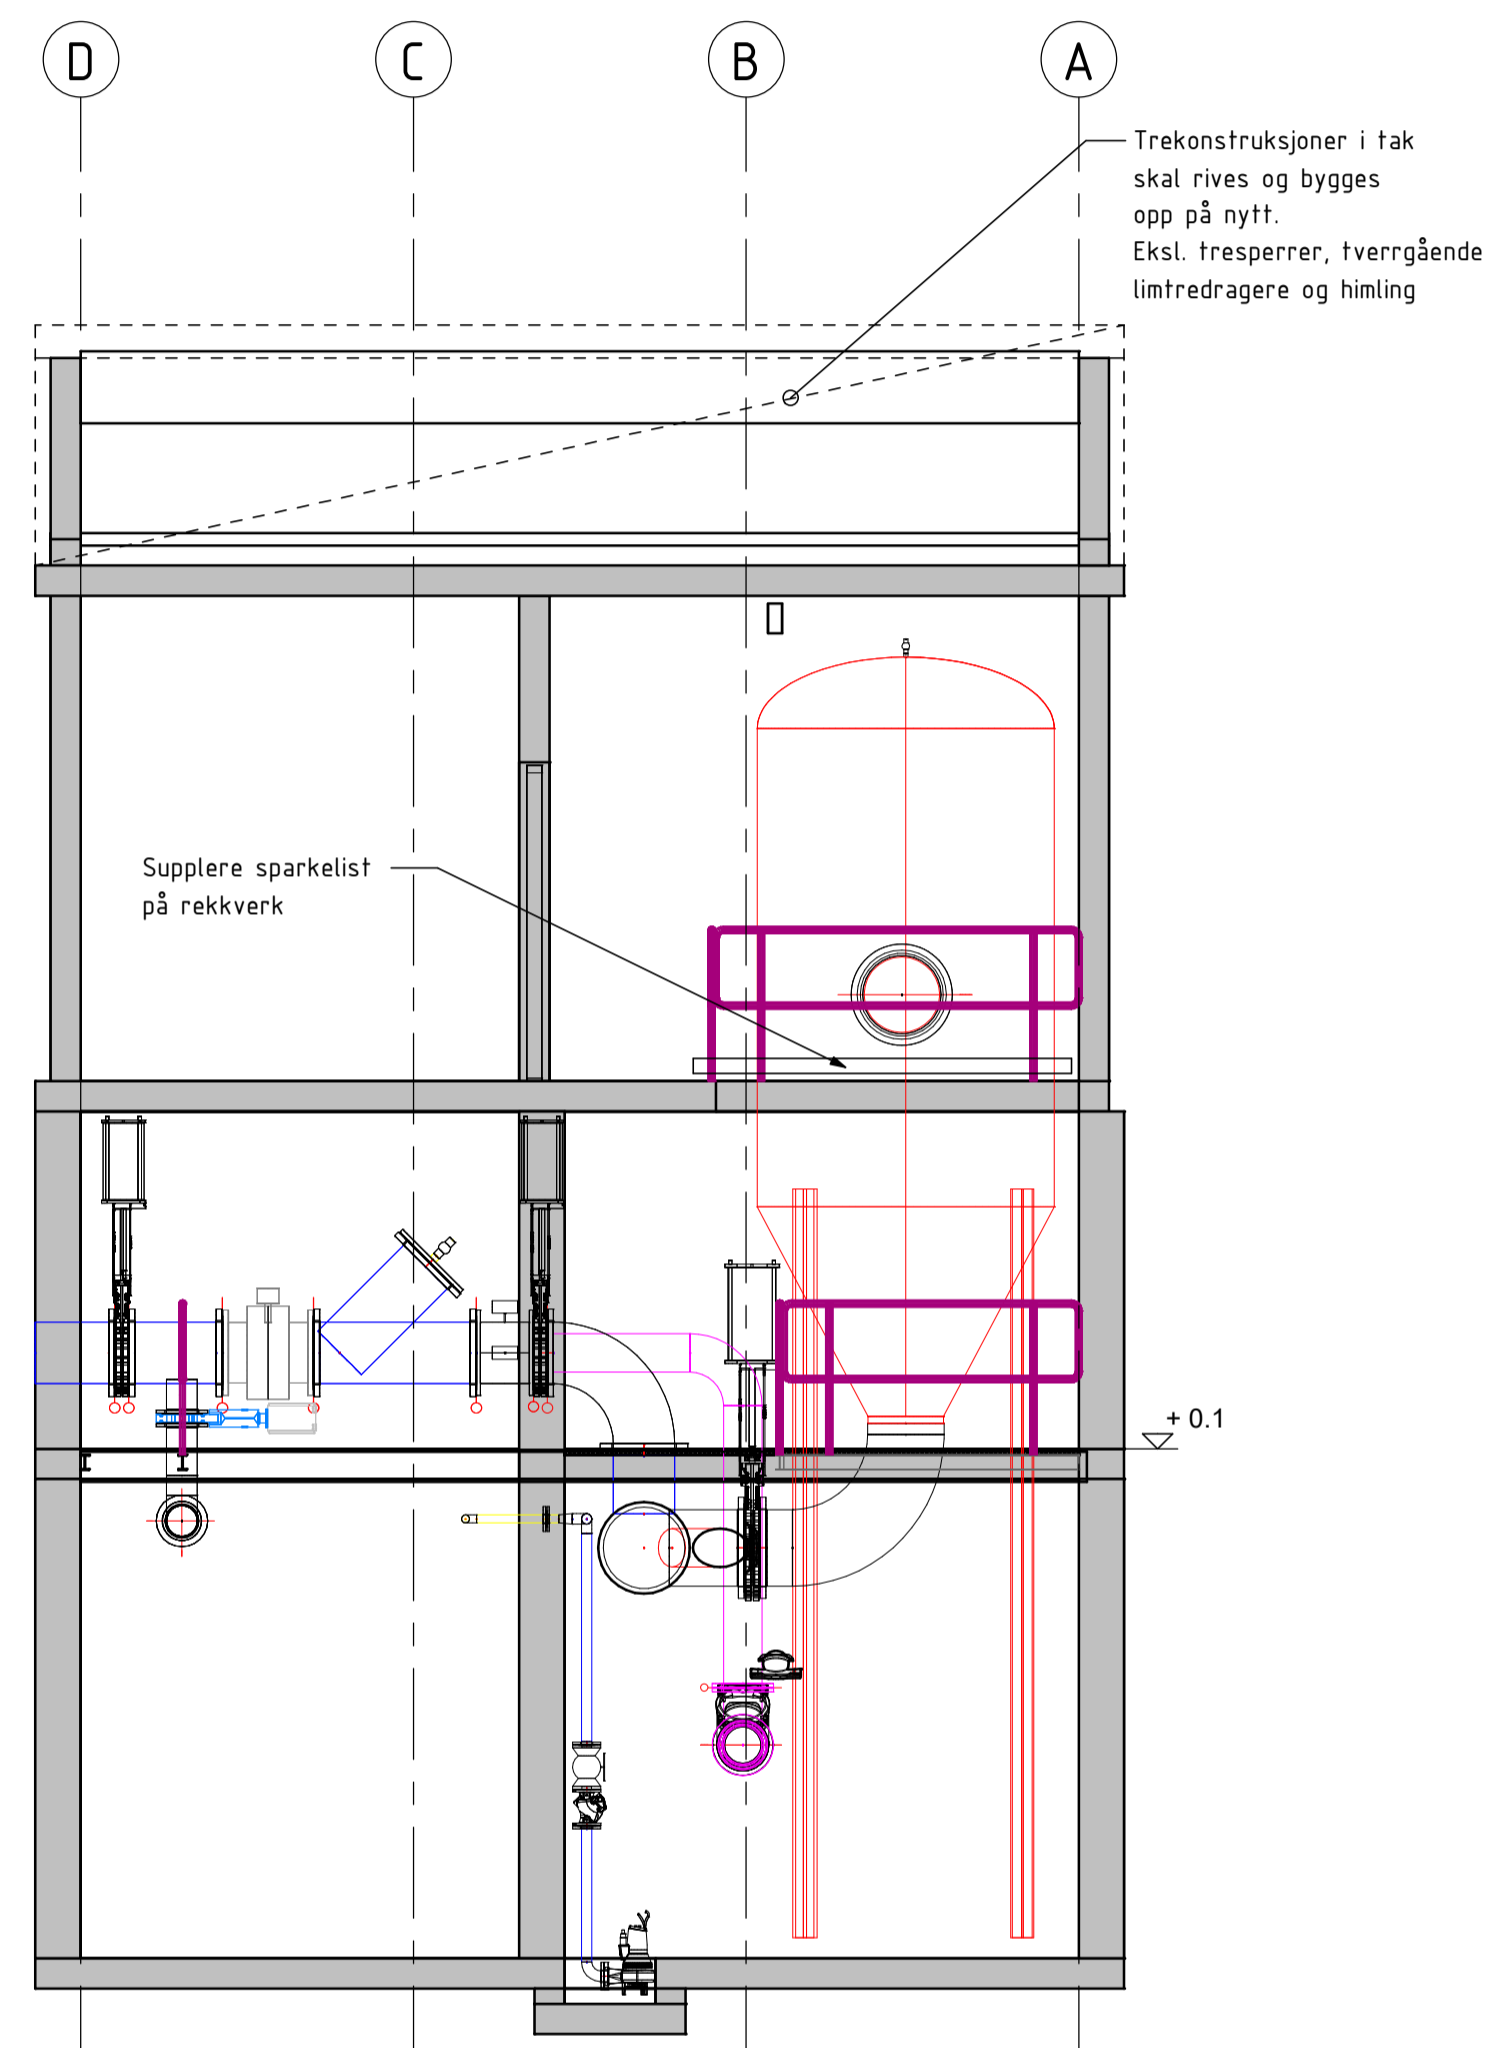 D
C
B
A
Trekonstruksjoner i tak
skal rives og bygges
opp på nytt.
Eksl. tresperrer, tverrgående
limtredragere og himling
Supplere sparkelist
på rekkverk
+ 0.1